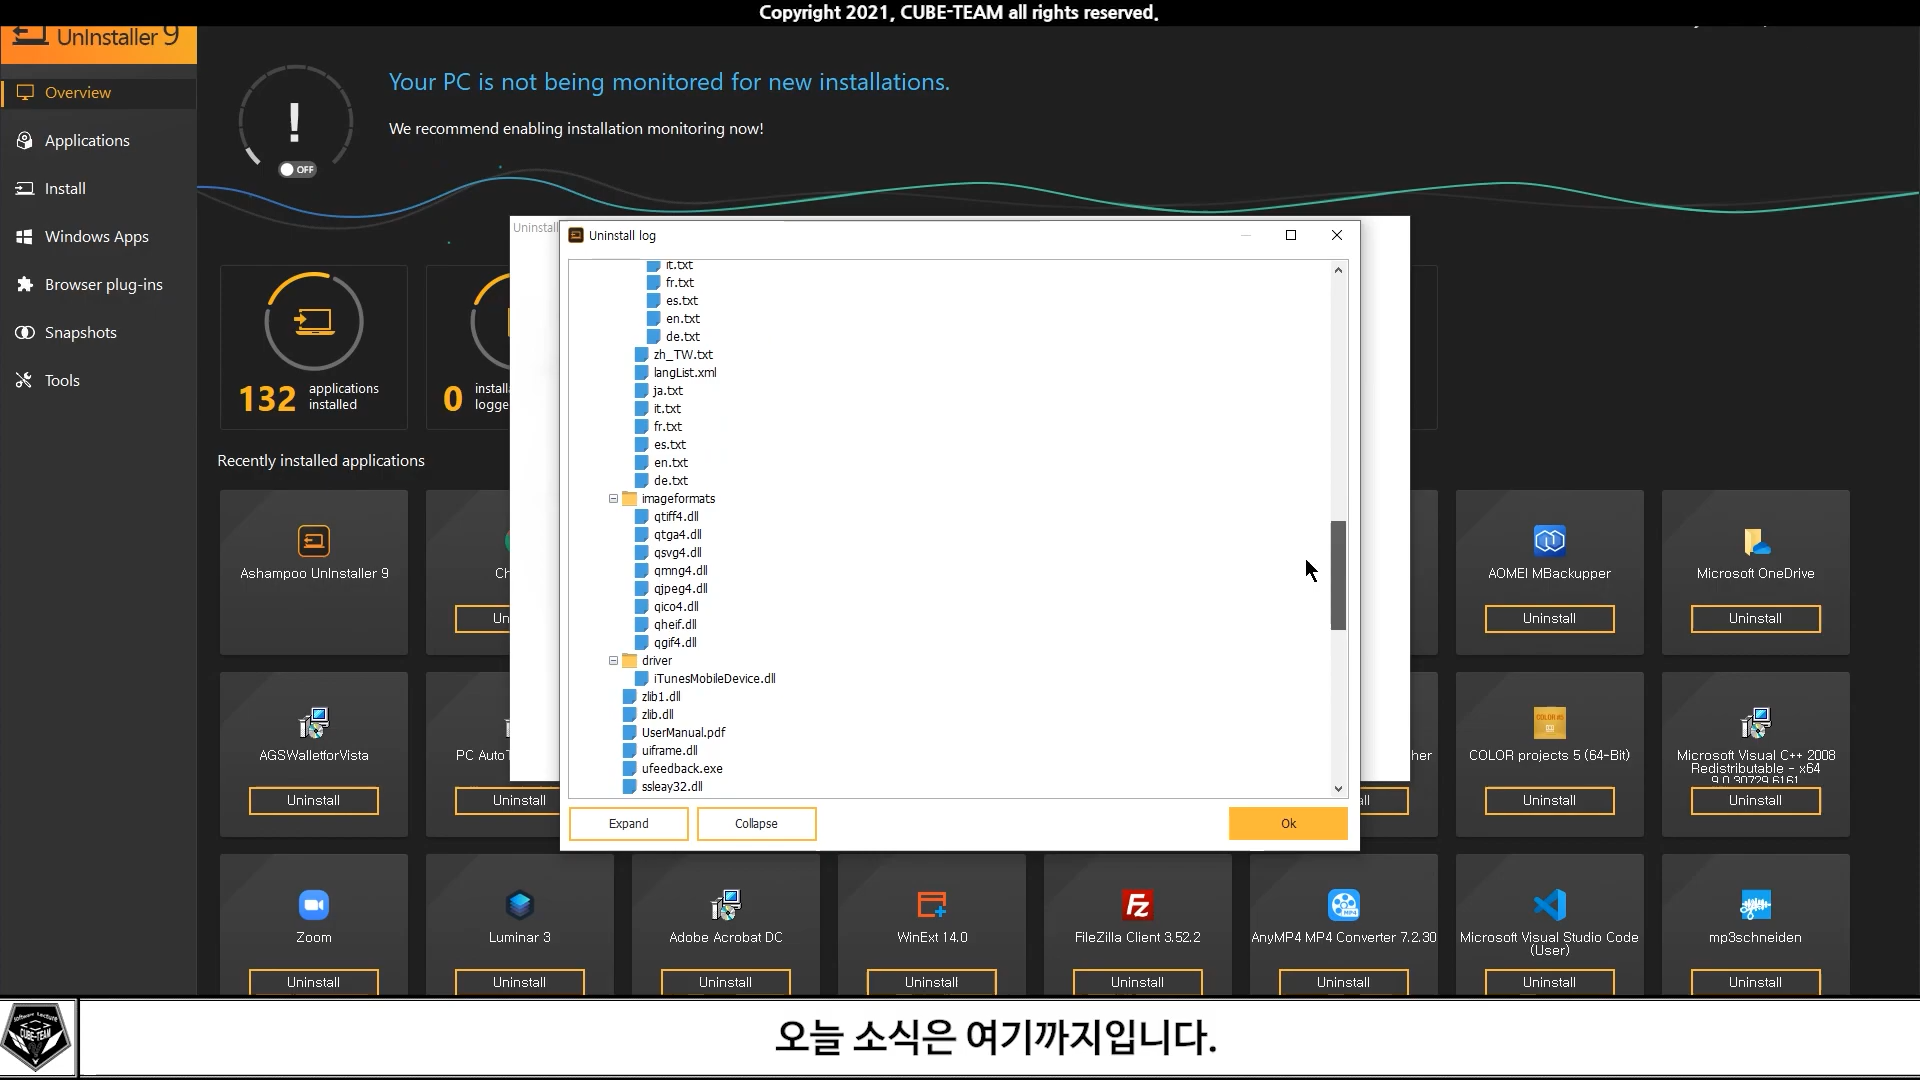 Copyright 2021, CUBE-TEAM all rights reserved.
UnInstaller 9
Overview
Applications
Install
Windows Apps
Browser plug-ins
Snapshots
Tools
Your PC is not being monitored for new installations.
We recommend enabling installation monitoring now!
OFF
132
applications
installed
0
Recently installed applications
Uninstall
Uninstall log
it.txt
fr.txt
es.txt
en.txt
de.txt
zh_TW.txt
langList.xml
ja.txt
it.txt
fr.txt
es.txt
en.txt
de.txt
imageformats
qtiff4.dll
qtga4.dll
qsvg4.dll
qmng4.dll
qjpeg4.dll
qico4.dll
qheif.dll
qgif4.dll
driver
iTunesMobileDevice.dll
zlib1.dll
zlib.dll
UserManual.pdf
uiframe.dll
ufeedback.exe
ssleay32.dll
Expand
Collapse
Ok
Ashampoo UnInstaller 9
AOMEI MBackupper
Uninstall
Microsoft OneDrive
Uninstall
AGSWalletforVista
Uninstall
PC Auto
Uninstall
COLOR projects 5 (64-Bit)
Uninstall
Microsoft Visual C++ 2008
Redistributable - x64
9.0.30729.6161
Uninstall
Zoom
Uninstall
Luminar 3
Uninstall
Adobe Acrobat DC
Uninstall
WinExt 14.0
Uninstall
FileZilla Client 3.52.2
Uninstall
AnyMP4 MP4 Converter 7.2.30
Uninstall
Microsoft Visual Studio Code
(User)
Uninstall
mp3schneiden
Uninstall
CUBE-TEAM
오늘 소식은 여기까지입니다.